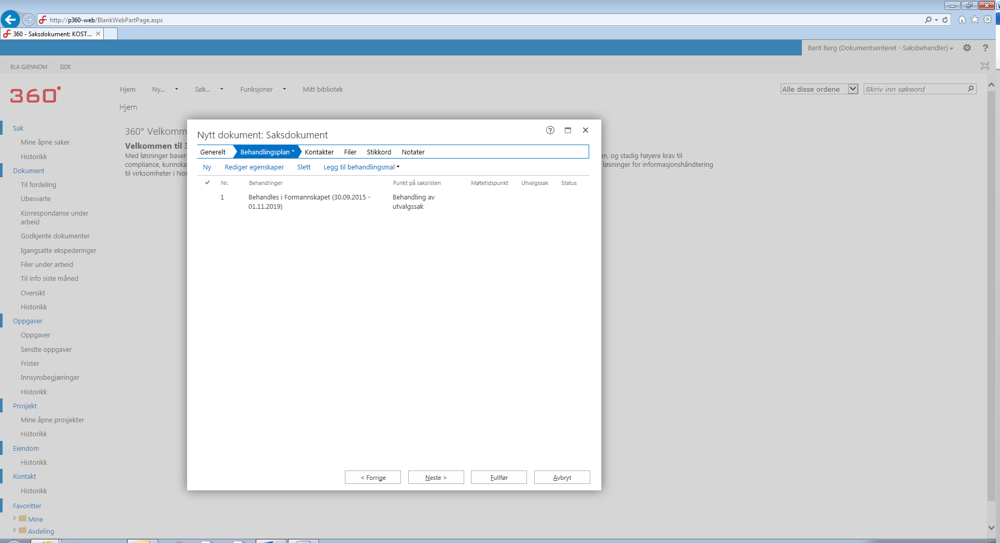 http://p360-web/BlankWebPartPage.aspx
360 - Saksdokument: KOST...
Berit Berg (Dokumentsenteret - Saksbehandler)
BLA GJENNOM SIDE
360°
Hjem Ny... Søk... Funksjoner Mitt bibliotek
Alle disse ordene
Skriv inn søkeord
Hjem
Sak
Mine åpne saker
Historikk
Dokument
Til fordeling
Ubesvarte
Korrespondanse under
arbeid
Godkjente dokumenter
Igangsatte ekspederinger
Filer under arbeid
Til info siste måned
Oversikt
Historikk
Oppgaver
Oppgaver
Sendte oppgaver
Frister
Innsynsbegjæringer
Historikk
Prosjekt
Mine åpne prosjekter
Historikk
Eiendom
Historikk
Kontakt
Historikk
Favoritter
Mine
Avdeling
360° Velkomm
Velkommen til 3
Med løsninger baser
en, og stadig høyere krav til
compliance, kunnska
løsninger for informasjonshåndtering
til virksomheter i Nor
Nytt dokument: Saksdokument
Generelt Behandlingsplan * Kontakter Filer Stikkord Notater
Ny Rediger egenskaper Slett Legg til behandlingsmal
Nr. Behandlinger Punkt på sakslisten Møtetidspunkt Utvalgssak Status
1 Behandles i Formannskapet (30.09.2015 - Behandling av
01.11.2019) utvalgssak
< Forrige Neste > Fullfør Avbryt